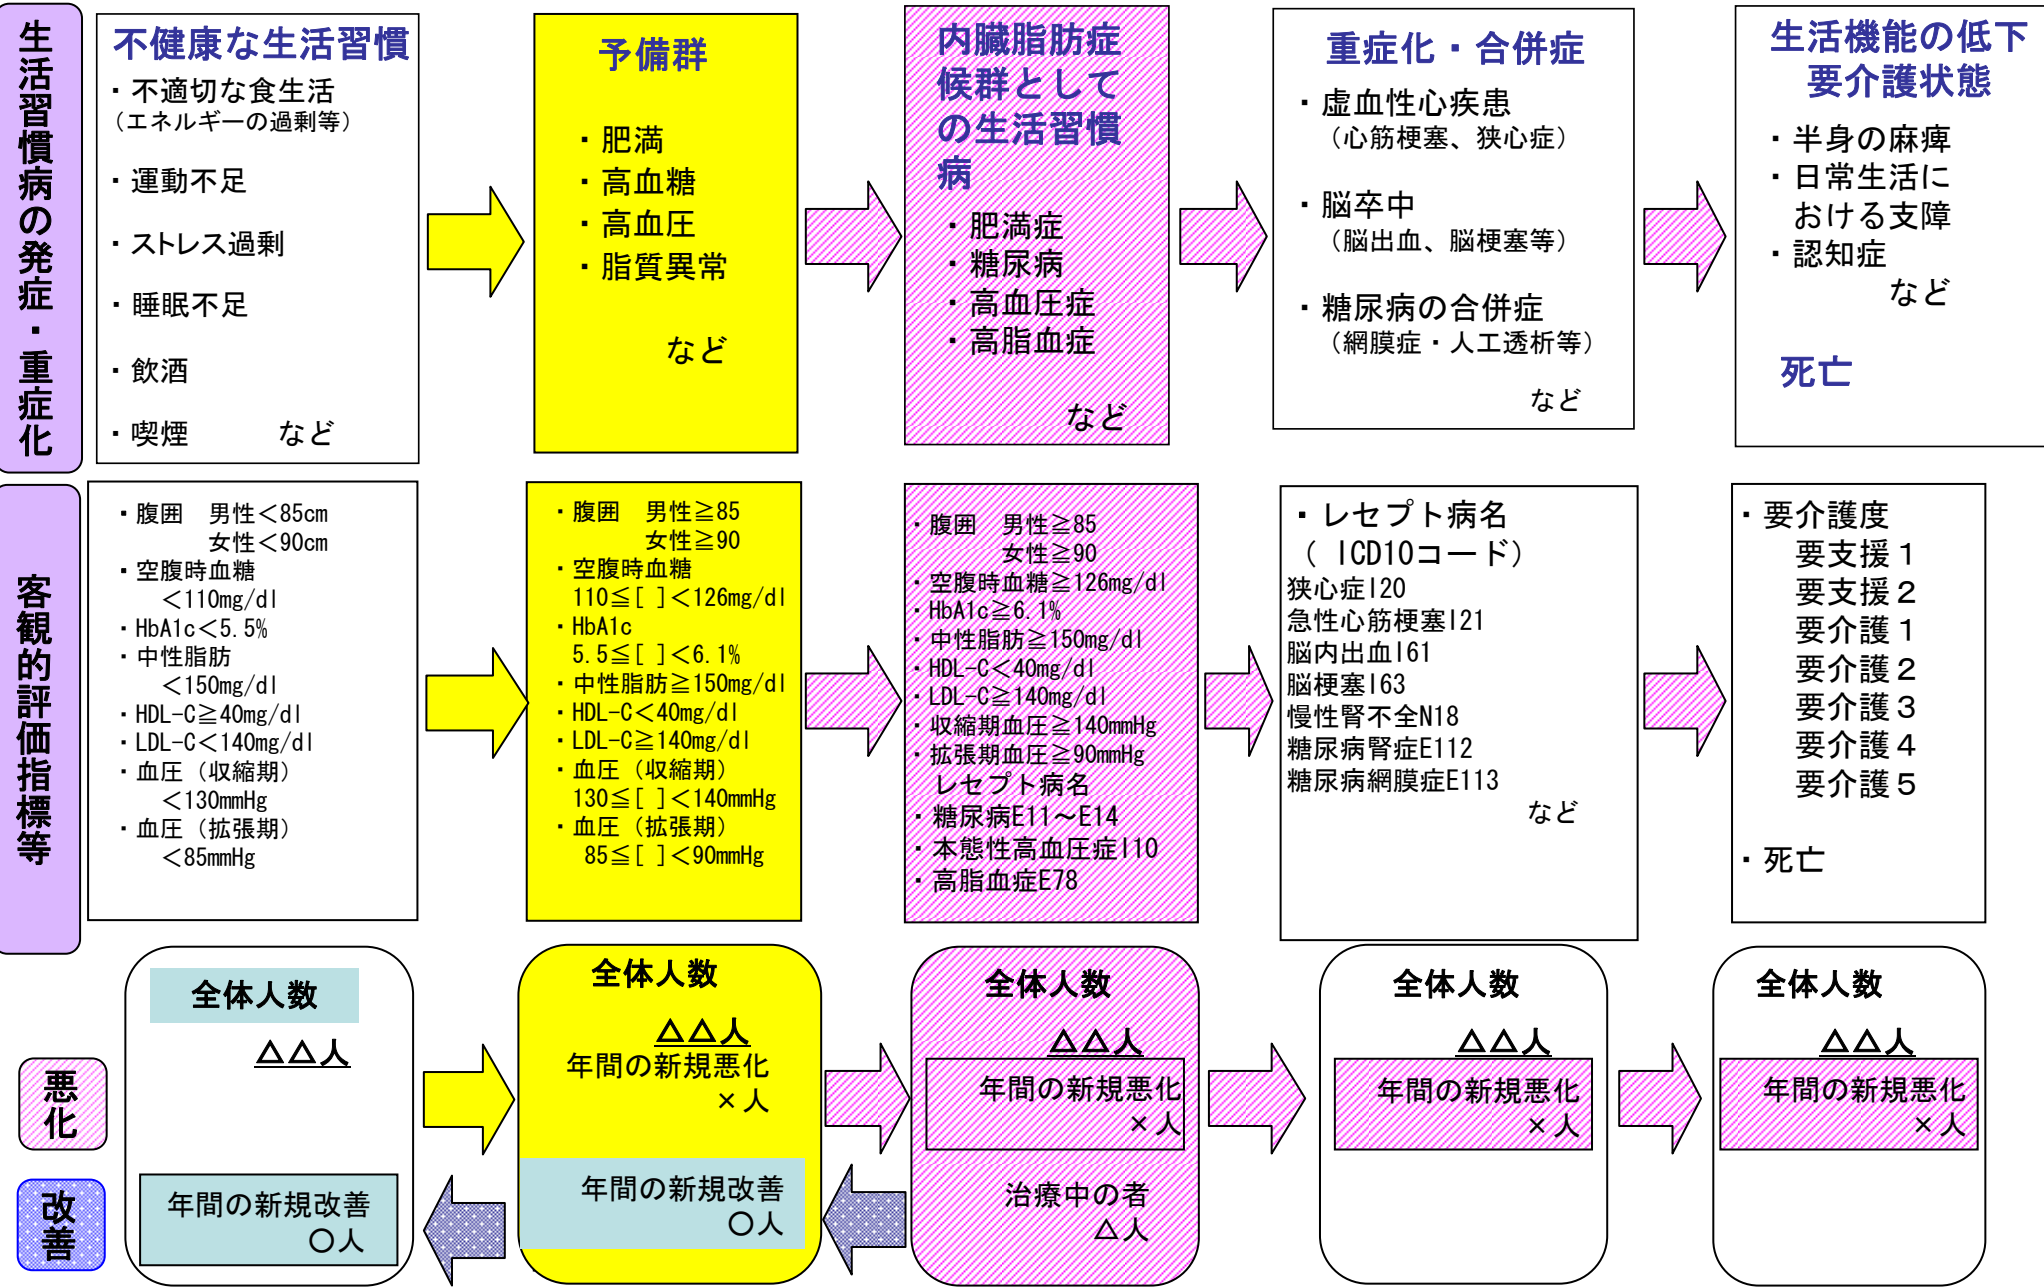 生活習慣病の発症・重症化
不健康な生活習慣
・不適切な食生活
（エネルギーの過剰等）
・運動不足
・ストレス過剰
・睡眠不足
・飲酒
・喫煙　　　など
予備群
・肥満
・高血糖
・高血圧
・脂質異常
など
内臓脂肪症
候群として
の生活習慣
病
・肥満症
・糖尿病
・高血圧症
・高脂血症
など
重症化・合併症
・虚血性心疾患
（心筋梗塞、狭心症）
・脳卒中
（脳出血、脳梗塞等）
・糖尿病の合併症
（網膜症・人工透析等）
など
生活機能の低下
要介護状態
・半身の麻痺
・日常生活に
おける支障
・認知症
など
死亡
客観的評価指標等
・腹囲　男性＜85cm
女性＜90cm
・空腹時血糖
＜110mg/dl
・HbA1c＜5.5%
・中性脂肪
＜150mg/dl
・HDL-C≧40mg/dl
・LDL-C＜140mg/dl
・血圧（収縮期）
＜130mmHg
・血圧（拡張期）
＜85mmHg
・腹囲　男性≧85
女性≧90
・空腹時血糖
110≦[ ]＜126mg/dl
・HbA1c
5.5≦[ ]＜6.1%
・中性脂肪≧150mg/dl
・HDL-C＜40mg/dl
・LDL-C≧140mg/dl
・血圧（収縮期）
130≦[ ]＜140mmHg
・血圧（拡張期）
85≦[ ]＜90mmHg
・腹囲　男性≧85
女性≧90
・空腹時血糖≧126mg/dl
・HbA1c≧6.1%
・中性脂肪≧150mg/dl
・HDL-C＜40mg/dl
・LDL-C≧140mg/dl
・収縮期血圧≧140mmHg
・拡張期血圧≧90mmHg
レセプト病名
・糖尿病E11～E14
・本態性高血圧症I10
・高脂血症E78
・レセプト病名
（ ICD10コード）
狭心症I20
急性心筋梗塞I21
脳内出血I61
脳梗塞I63
慢性腎不全N18
糖尿病腎症E112
糖尿病網膜症E113
など
・要介護度
要支援１
要支援２
要介護１
要介護２
要介護３
要介護４
要介護５
・死亡
悪化
改善
全体人数
△△人
年間の新規改善
○人
全体人数
△△人
年間の新規悪化
×人
年間の新規改善
○人
全体人数
△△人
年間の新規悪化
×人
治療中の者
△人
全体人数
△△人
年間の新規悪化
×人
全体人数
△△人
年間の新規悪化
×人